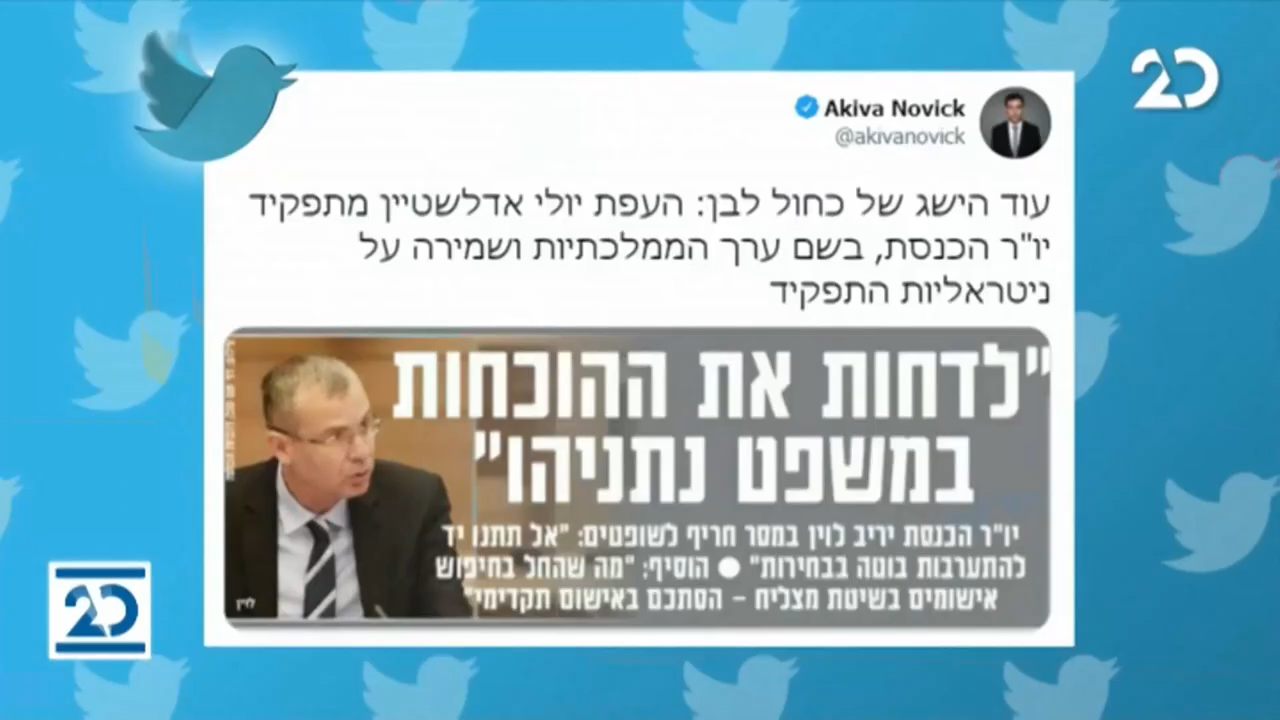 20
Akiva Novick
@akivanovick
עוד הישג של כחול לבן: העפת יולי אדלשטיין מתפקיד
יו"ר הכנסת, בשם ערך הממלכתיות ושמירה על
ניטראליות התפקיד
"לדחות את ההוכחות
במשפט נתניהו"
יו"ר הכנסת יריב לוין במסר חריף לשופטים: "אל תתנו יד
להתערבות בוטה בבחירות" ● הוסיף: "מה שהחל בחיפוש
אישומים בשיטת מצליח – הסתכם באישום תקדימי"
לוין
20